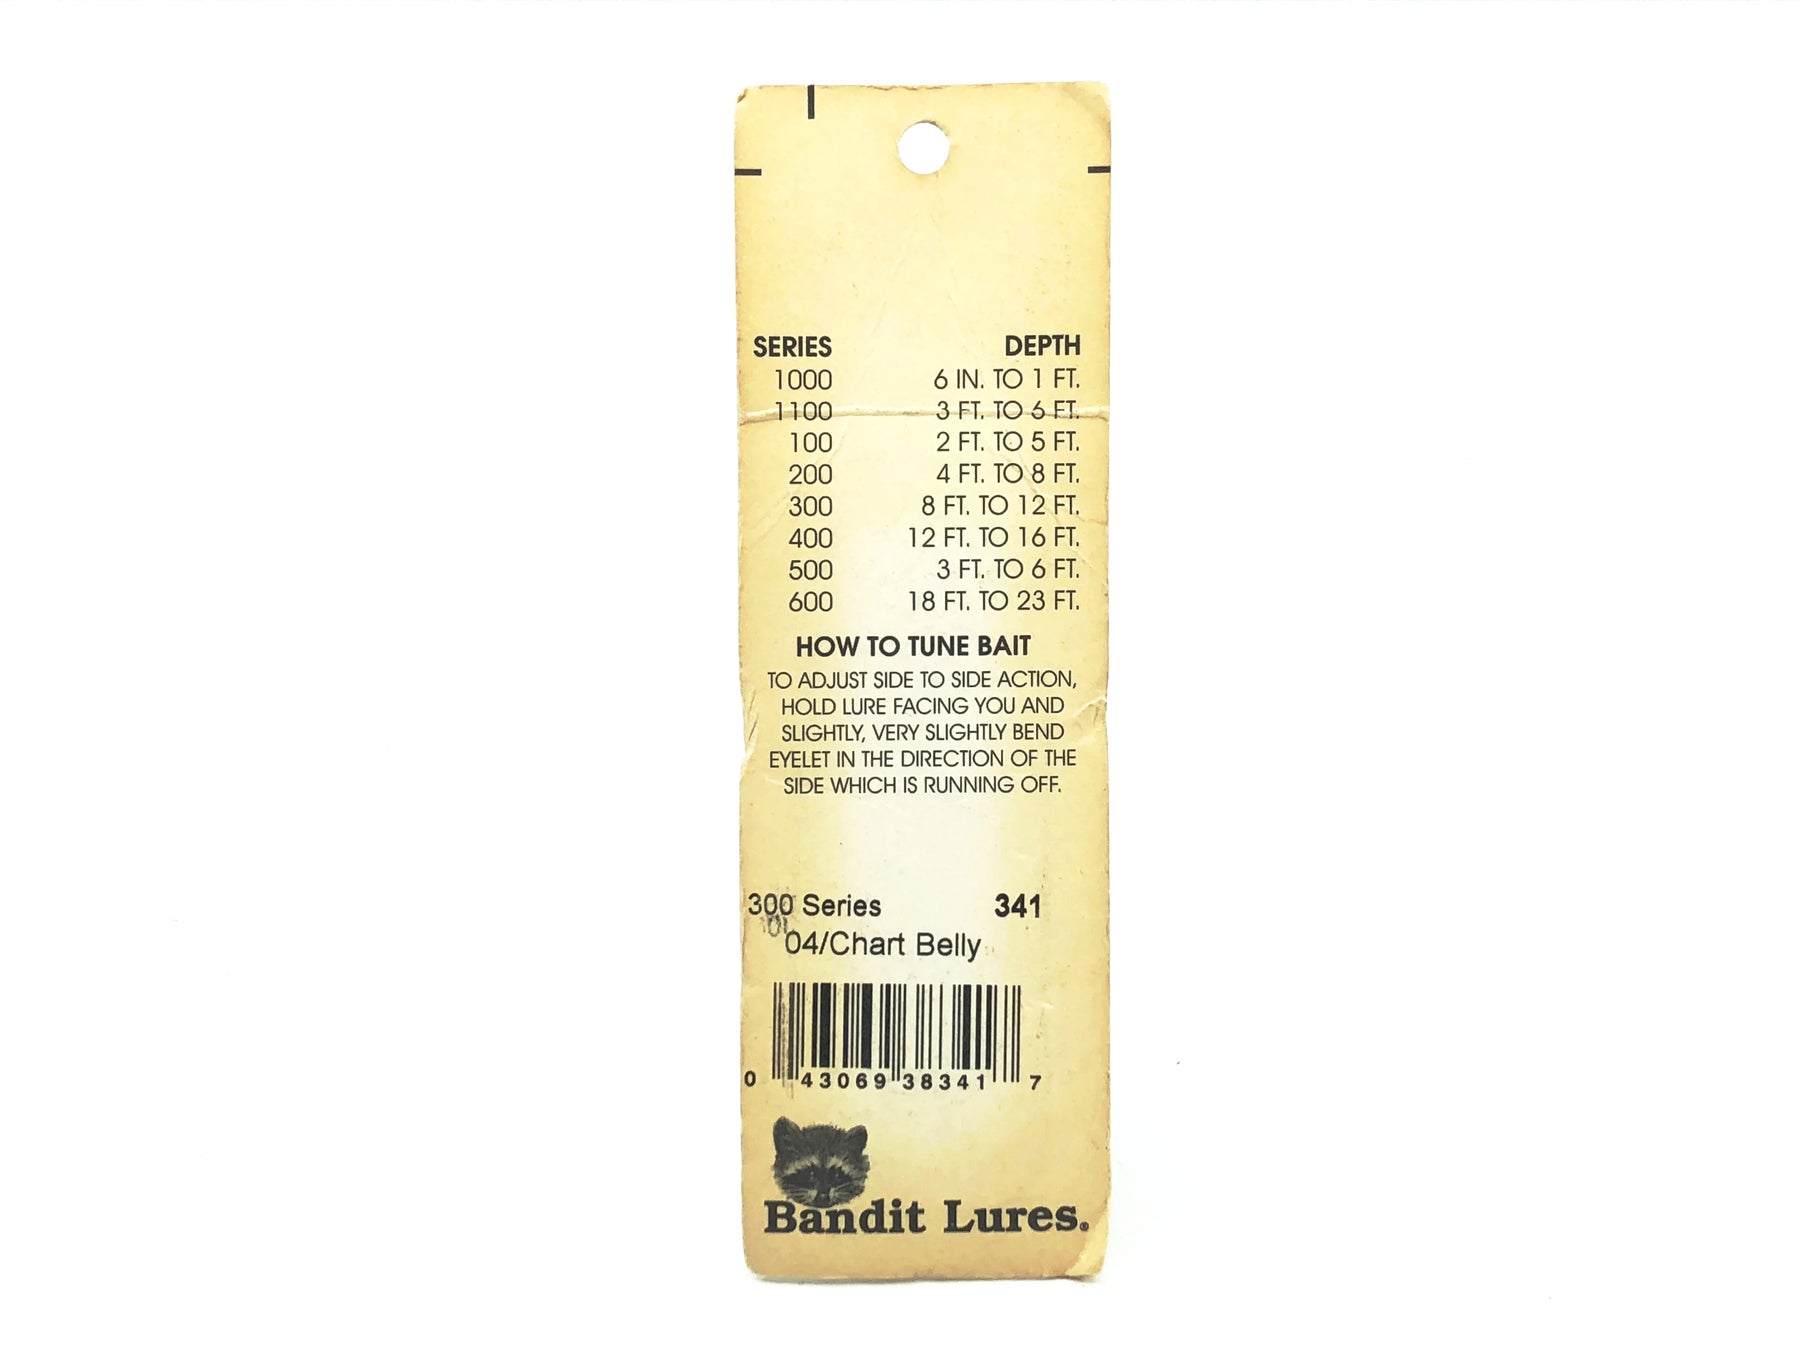 SERIES DEPTH
1000 6 IN. TO 1 FT.
1100 3 FT. TO 6 FT.
100 2 FT. TO 5 FT.
200 4 FT. TO 8 FT.
300 8 FT. TO 12 FT.
400 12 FT. TO 16 FT.
500 3 FT. TO 6 FT.
600 18 FT. TO 23 FT.
HOW TO TUNE BAIT
TO ADJUST SIDE TO SIDE ACTION,
HOLD LURE FACING YOU AND
SLIGHTLY, VERY SLIGHTLY BEND
EYELET IN THE DIRECTION OF THE
SIDE WHICH IS RUNNING OFF.
300 Series 341
04/Chart Belly
0 43069 38341 7
Bandit Lures®